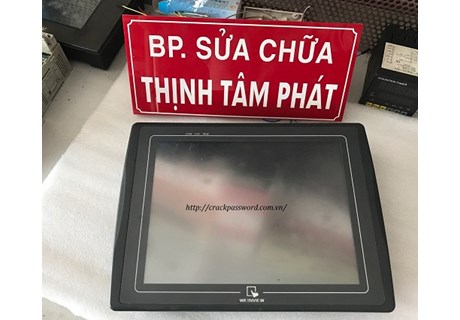 BP. SỬA CHỮA
THỊNH TÂM PHÁT
http://crackpassword.com.vn/